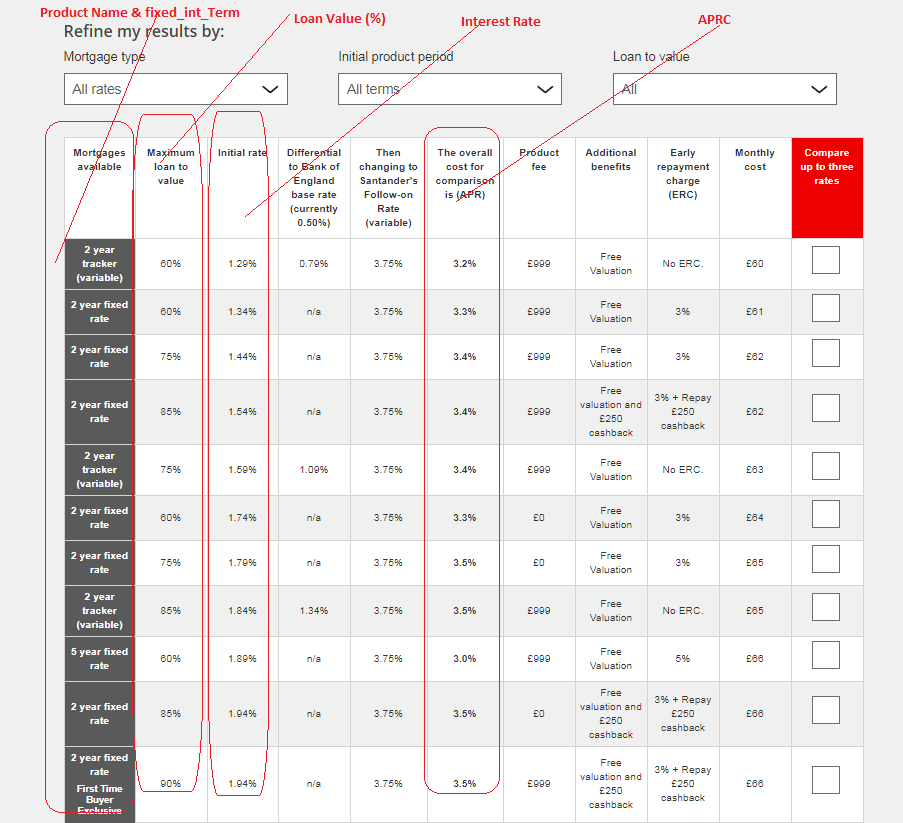 Product Name & fixed_int_Term
Loan Value (%)
Interest Rate
APRC
Refine my results by:
Mortgage type
Initial product period
Loan to value
All rates
All terms
All
Mortgages available
Maximum loan to value
Initial rate
Differential to Bank of England base rate (currently 0.50%)
Then changing to Santander's Follow-on Rate (variable)
The overall cost for comparison is (APR)
Product fee
Additional benefits
Early repayment charge (ERC)
Monthly cost
Compare up to three rates
2 year tracker (variable) 60% 1.29% 0.79% 3.75% 3.2% £999 Free Valuation No ERC. £60
2 year fixed rate 60% 1.34% n/a 3.75% 3.3% £999 Free Valuation 3% £61
2 year fixed rate 75% 1.44% n/a 3.75% 3.4% £999 Free Valuation 3% £62
2 year fixed rate 85% 1.54% n/a 3.75% 3.4% £999 Free valuation and £250 cashback 3% + Repay £250 cashback £62
2 year tracker (variable) 75% 1.59% 1.09% 3.75% 3.4% £999 Free Valuation No ERC. £63
2 year fixed rate 60% 1.74% n/a 3.75% 3.3% £0 Free Valuation 3% £64
2 year fixed rate 75% 1.79% n/a 3.75% 3.5% £0 Free Valuation 3% £65
2 year tracker (variable) 85% 1.84% 1.34% 3.75% 3.5% £999 Free Valuation No ERC. £65
5 year fixed rate 60% 1.89% n/a 3.75% 3.0% £999 Free Valuation 5% £66
2 year fixed rate 85% 1.94% n/a 3.75% 3.5% £0 Free valuation and £250 cashback 3% + Repay £250 cashback £66
2 year fixed rate First Time Buyer Exclusive 90% 1.94% n/a 3.75% 3.5% £999 Free valuation and £250 cashback 3% + Repay £250 cashback £66